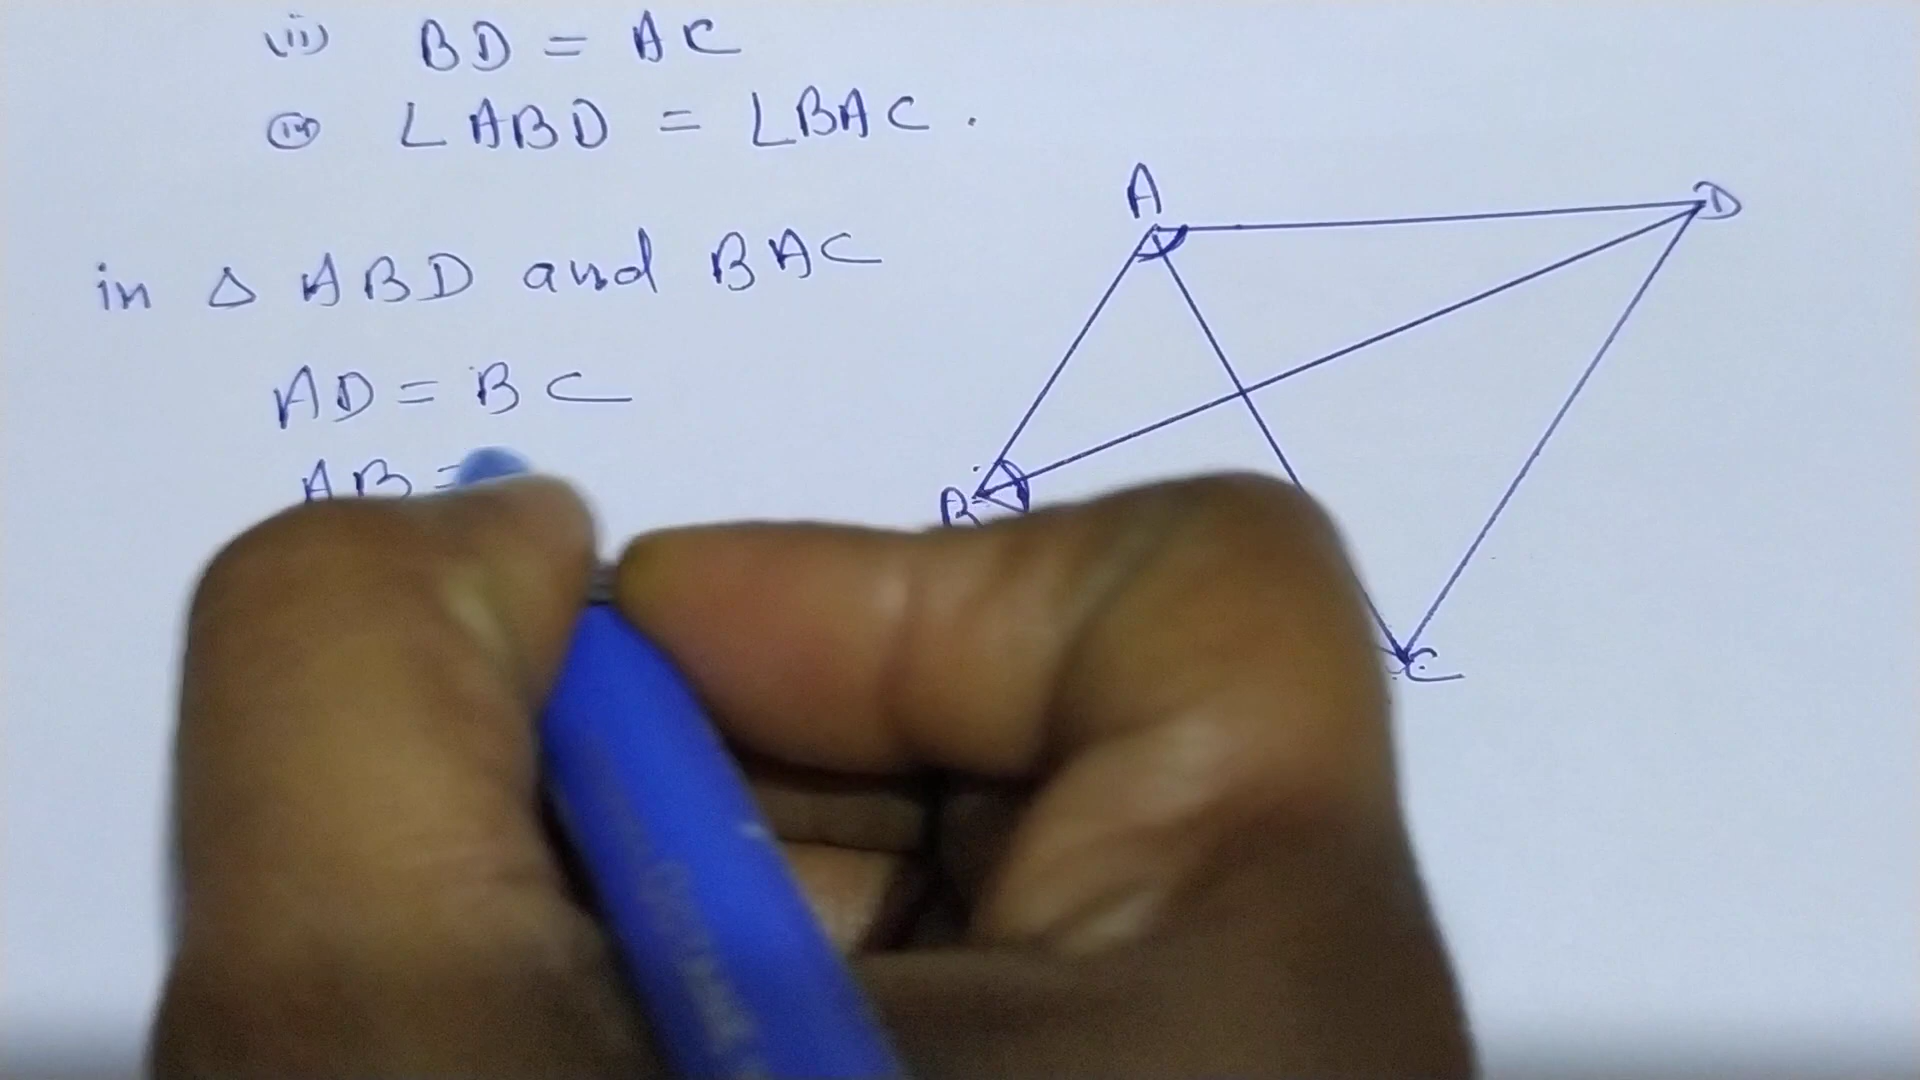 (ii) BD = AC
(iii) ∠ABD = ∠BAC.
in △ ABD and BAC
AD = BC
AB =
A
D
B
C